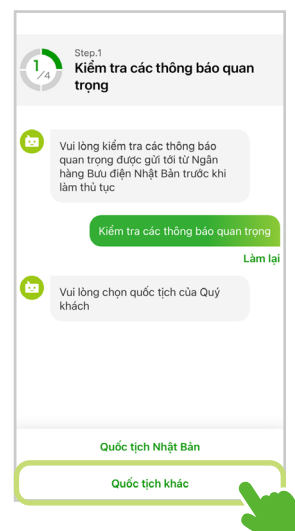 Step.1
1/4
Kiểm tra các thông báo quan
trọng
Vui lòng kiểm tra các thông báo
quan trọng được gửi tới từ Ngân
hàng Bưu điện Nhật Bản trước khi
làm thủ tục
Kiểm tra các thông báo quan trọng
Làm lại
Vui lòng chọn quốc tịch của Quý
khách
Quốc tịch Nhật Bản
Quốc tịch khác